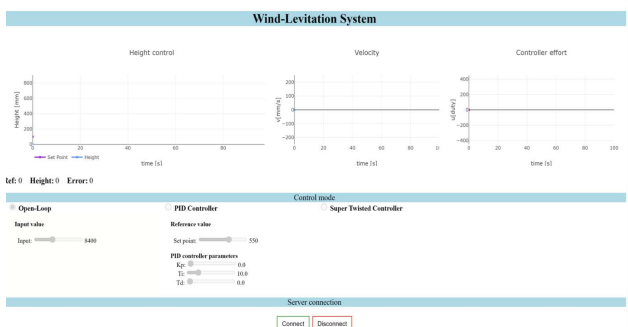 Wind-Levitation System
Height control
Velocity
Controller effort
Height [mm]
800
600
400
200
0
0
20
40
60
80
time [s]
Set Point
Height
v[mm/s]
200
100
0
−100
−200
0
20
40
60
80
time [s]
u[duty]
400
200
0
−200
−400
0
20
40
60
80
100
time [s]
Ref: 0 Height: 0 Error: 0
Control mode
Open-Loop
PID Controller
Super Twisted Controller
Input value
Reference value
Input: 8400
Set point: 550
PID controller parameters
Kp: 0.0
Ti: 10.0
Td: 0.0
Server connection
Connect Disconnect